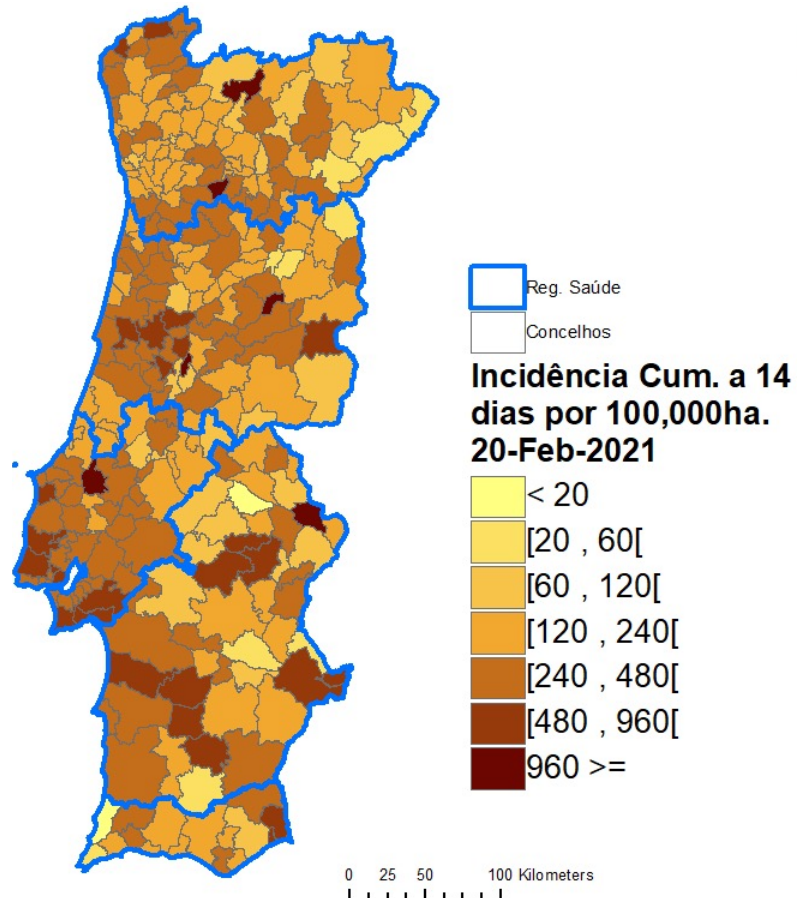 Reg. Saúde
Concelhos
Incidência Cum. a 14
dias por 100,000ha.
20-Feb-2021
< 20
[20 , 60[
[60 , 120[
[120 , 240[
[240 , 480[
[480 , 960[
960 >=
0 25 50 100 Kilometers